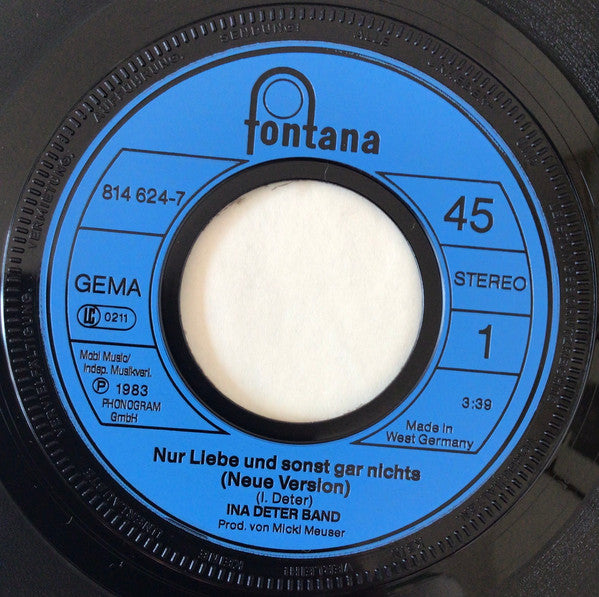 fontana
814 624-7
45
GEMA
STEREO
LC 0211
1
Mobi Music/
Indep. Musikverl.
Ⓟ 1983
PHONOGRAM
GmbH
3:39
Made in
West Germany
Nur Liebe und sonst gar nichts
(Neue Version)
(I. Deter)
INA DETER BAND
Prod. von Micki Meuser